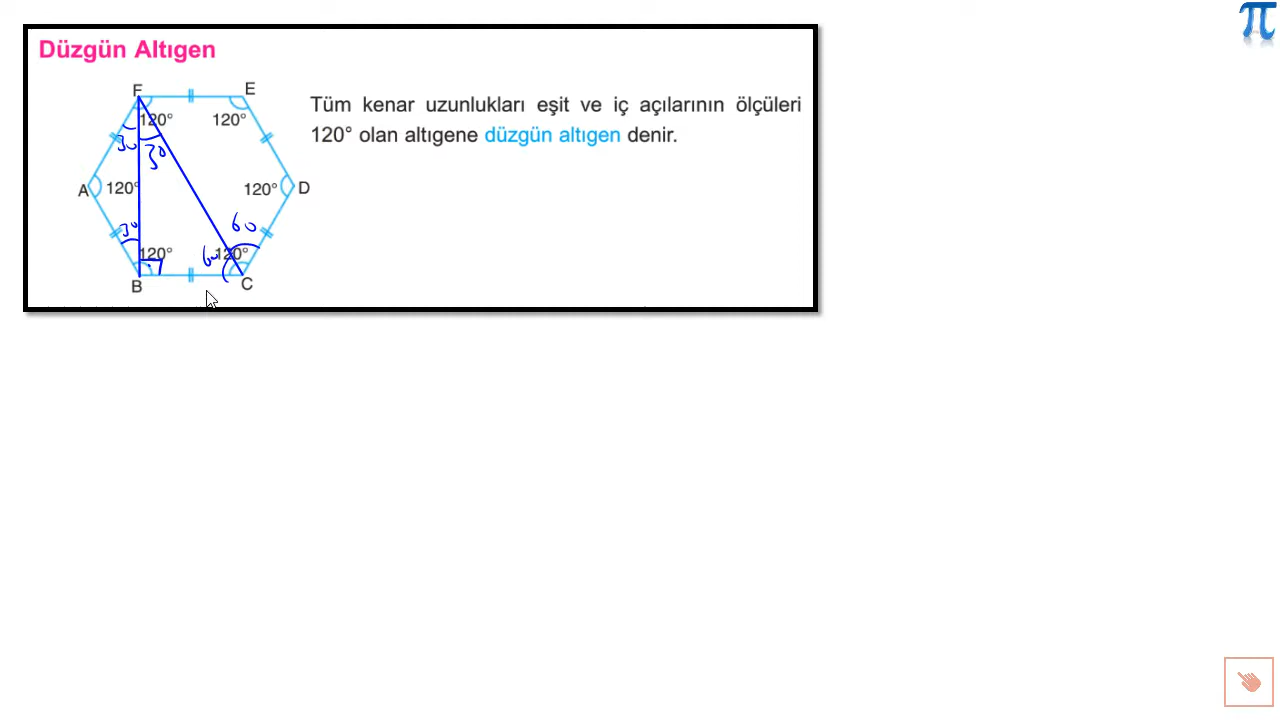 Düzgün Altıgen
F
E
Tüm kenar uzunlukları eşit ve iç açılarının ölçüleri
120° 120°
120° olan altıgene düzgün altıgen denir.
30 30
A 120° 120° D
30 60
120° 60 120°
B C
π